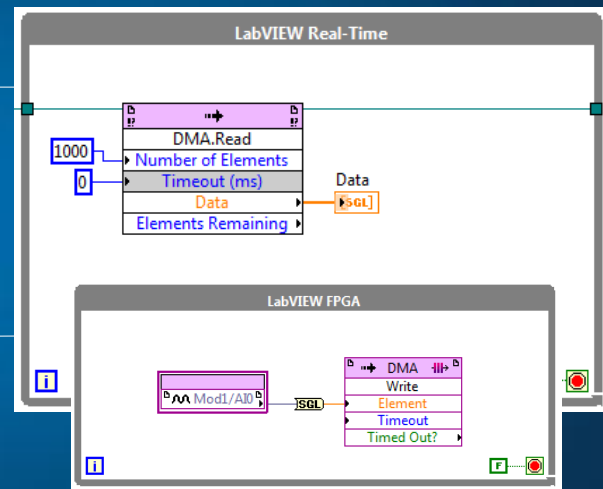 LabVIEW Real-Time
DMA.Read
1000
Number of Elements
0
Timeout (ms)
Data
Data
[SGL]
Elements Remaining
LabVIEW FPGA
DMA
Write
Mod1/AI0
SGL
Element
Timeout
Timed Out?
i
i
F